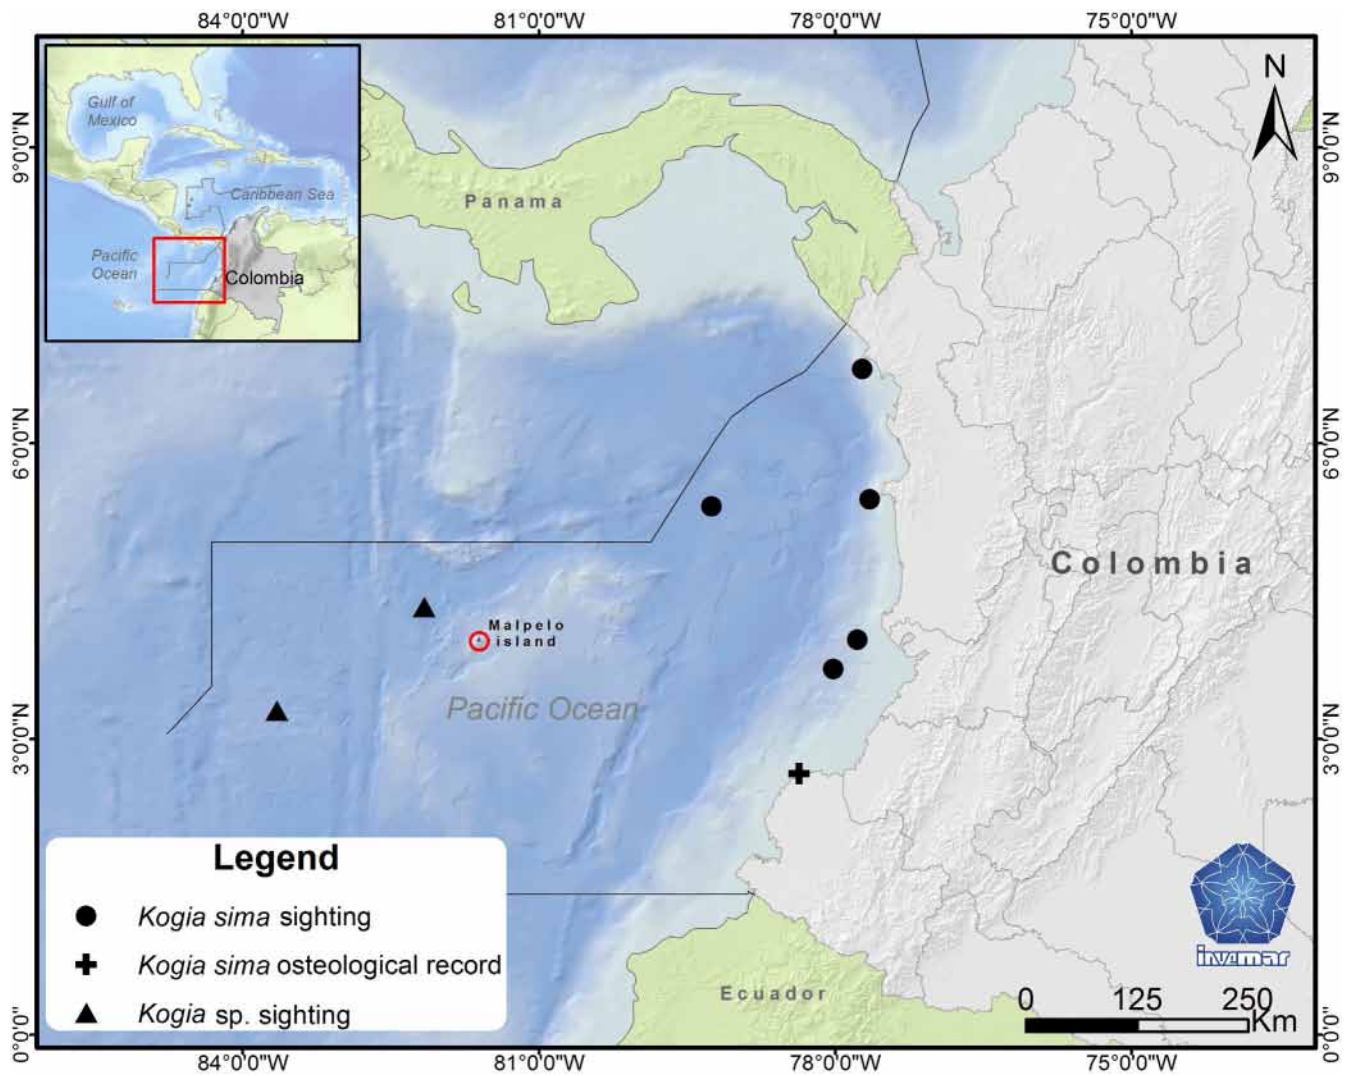 84°0'0"W 81°0'0"W 78°0'0"W 75°0'0"W
N
9°0'0"N
9°0'0"N
Gulf of
Mexico
Caribbean Sea
Pacific
Ocean
Colombia
Panama
6°0'0"N
6°0'0"N
Colombia
Malpelo
island
Pacific Ocean
3°0'0"N
3°0'0"N
Legend
Kogia sima sighting
Kogia sima osteological record
Kogia sp. sighting
Ecuador
invemar
0 125 250
Km
0°0'0"
0°0'0"
84°0'0"W 81°0'0"W 78°0'0"W 75°0'0"W